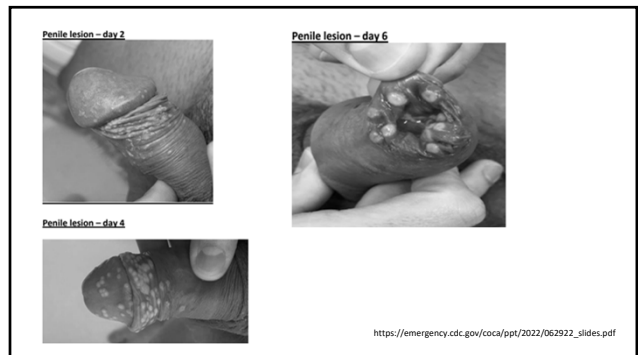 Penile lesion – day 2
Penile lesion – day 6
Penile lesion – day 4
https://emergency.cdc.gov/coca/ppt/2022/062922_slides.pdf